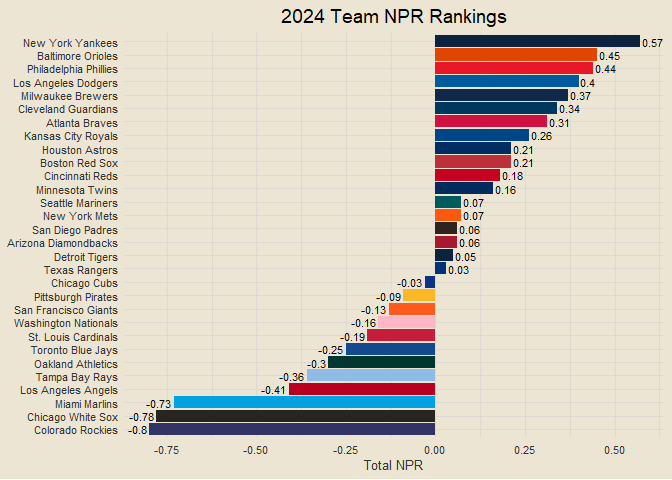 2024 Team NPR Rankings
New York Yankees 0.57
Baltimore Orioles 0.45
Philadelphia Phillies 0.44
Los Angeles Dodgers 0.4
Milwaukee Brewers 0.37
Cleveland Guardians 0.34
Atlanta Braves 0.31
Kansas City Royals 0.26
Houston Astros 0.21
Boston Red Sox 0.21
Cincinnati Reds 0.18
Minnesota Twins 0.16
Seattle Mariners 0.07
New York Mets 0.07
San Diego Padres 0.06
Arizona Diamondbacks 0.06
Detroit Tigers 0.05
Texas Rangers 0.03
Chicago Cubs -0.03
Pittsburgh Pirates -0.09
San Francisco Giants -0.13
Washington Nationals -0.16
St. Louis Cardinals -0.19
Toronto Blue Jays -0.25
Oakland Athletics -0.3
Tampa Bay Rays -0.36
Los Angeles Angels -0.41
Miami Marlins -0.73
Chicago White Sox -0.78
Colorado Rockies -0.8
-0.75 -0.50 -0.25 0.00 0.25 0.50
Total NPR